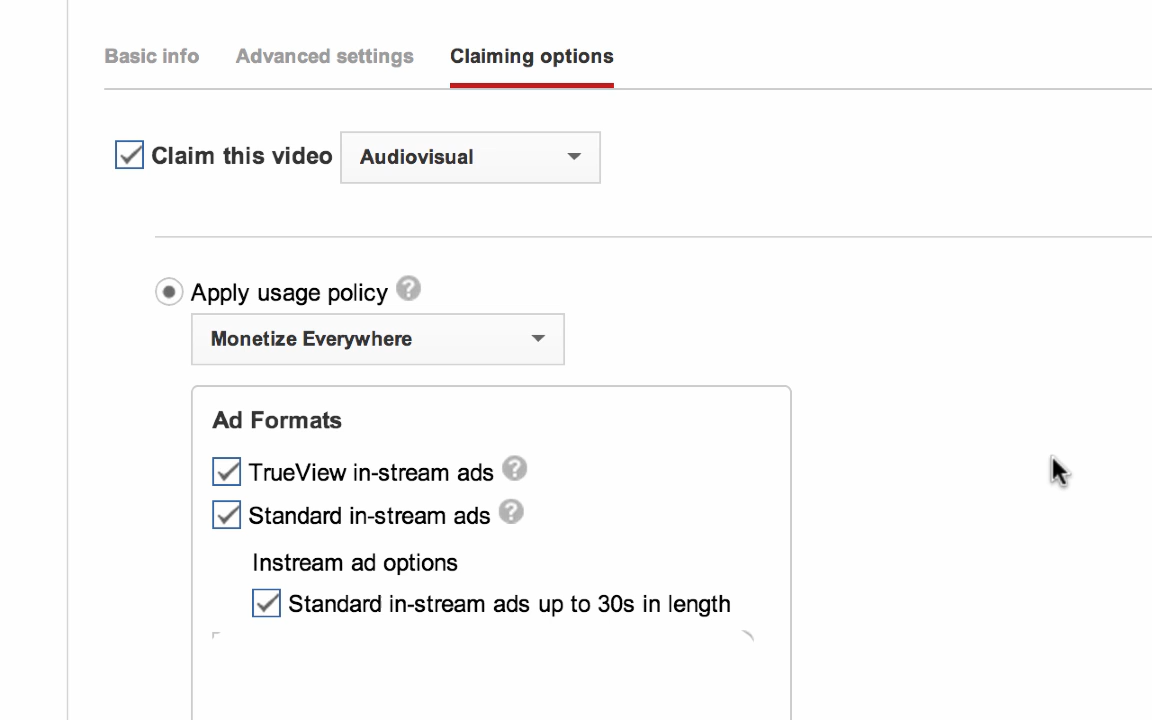 Basic info Advanced settings Claiming options
Claim this video Audiovisual
Apply usage policy ?
Monetize Everywhere
Ad Formats
TrueView in-stream ads ?
Standard in-stream ads ?
Instream ad options
Standard in-stream ads up to 30s in length